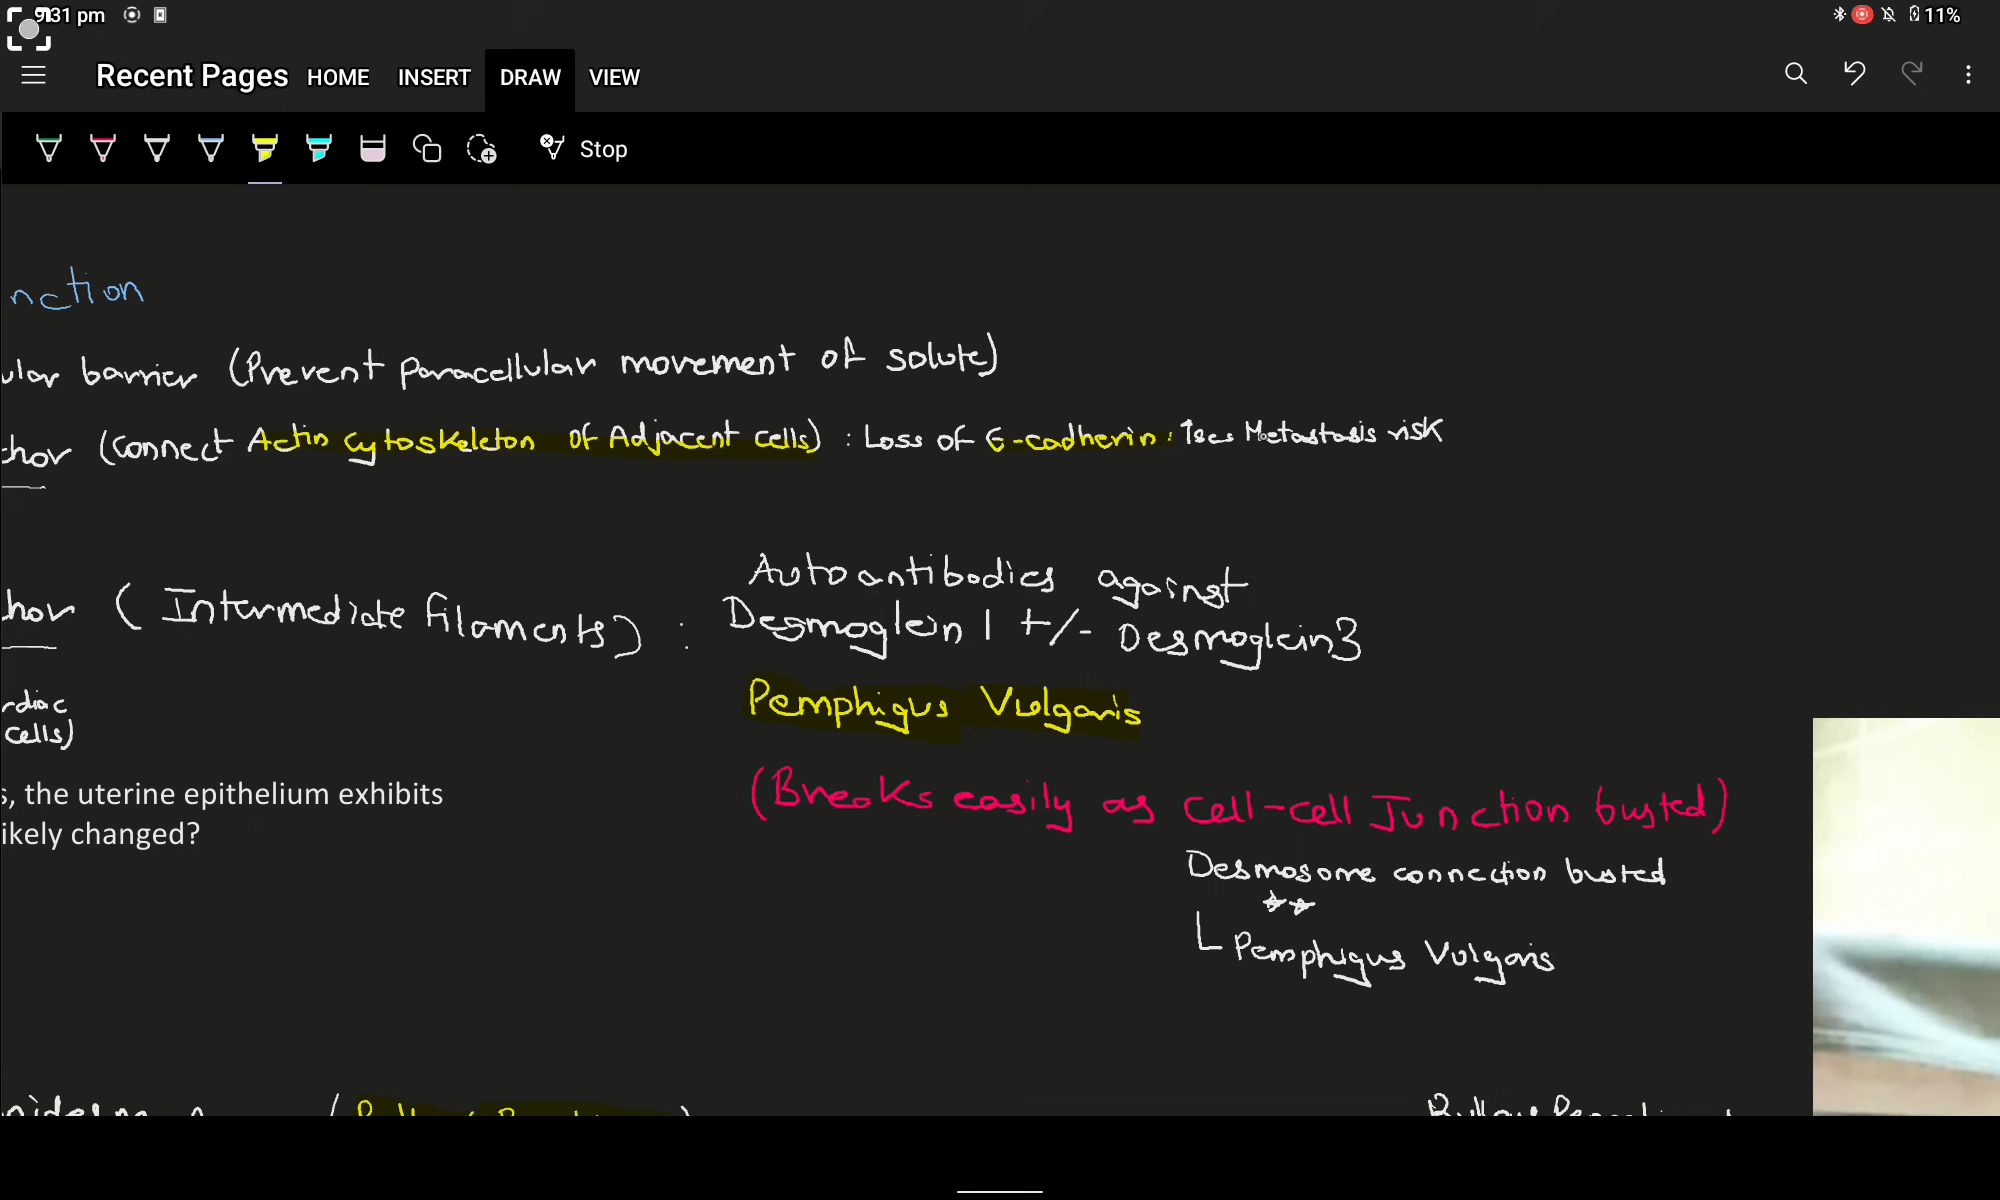 9:31 pm 11%
Recent Pages HOME INSERT DRAW VIEW
Stop
nction
ular barrier (Prevent paracellular movement of solute)
chor (connect Actin cytoskeleton of Adjacent cells) : Loss of E-cadherin : ↑ses Metastasis risk
Autoantibodies against
hor (Intermediate filaments) : Desmoglein 1 +/- Desmoglein3
Pemphigus Vulgaris
rdiac
cells)
s, the uterine epithelium exhibits
(Breaks easily as cell-cell Junction busted)
ikely changed?
Desmosome connection busted
Pemphigus Vulgaris